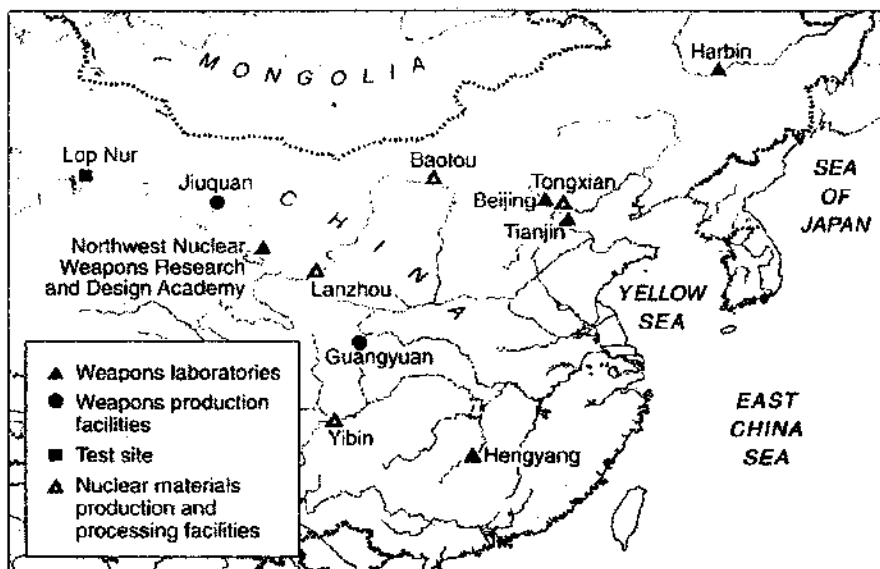 MONGOLIA
Harbin
Lop Nur
Jiuquan
Baotou
Beijing
Tongxian
Tianjin
SEA
OF
JAPAN
CHINA
Northwest Nuclear
Weapons Research
and Design Academy
Lanzhou
YELLOW
SEA
Guangyuan
Yibin
Hengyang
EAST
CHINA
SEA
Weapons laboratories
Weapons production
facilities
Test site
Nuclear materials
production and
processing facilities